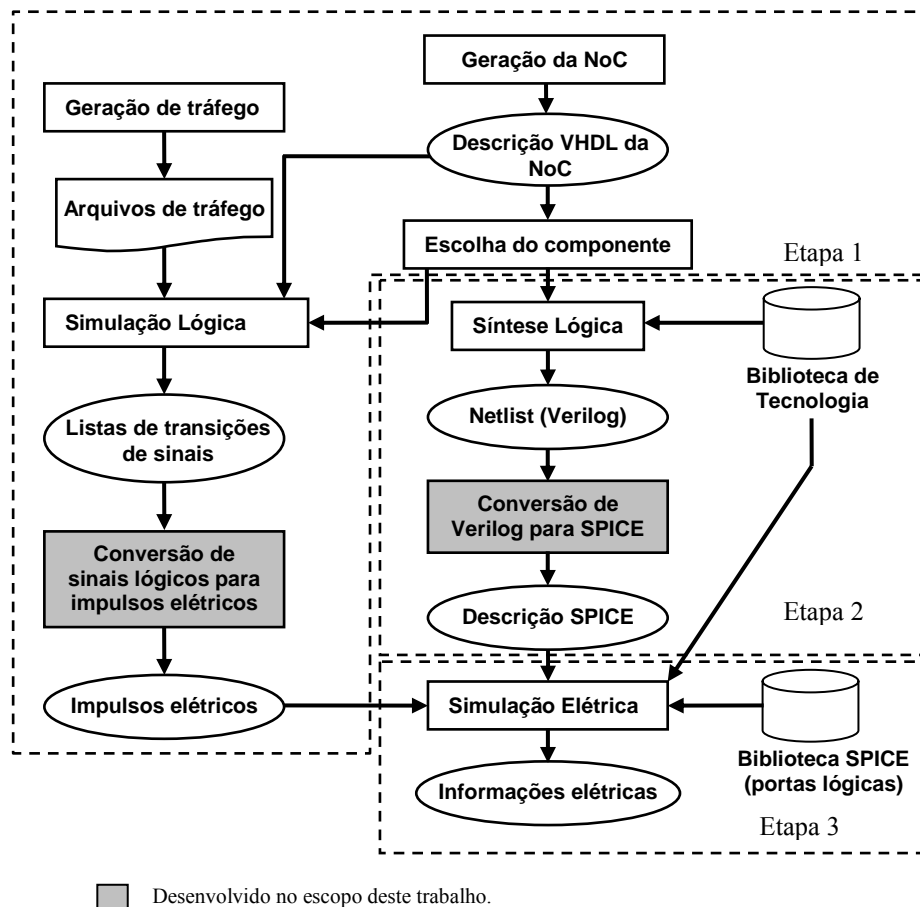 Geração da NoC
Geração de tráfego
Descrição VHDL da
NoC
Arquivos de tráfego
Escolha do componente
Etapa 1
Simulação Lógica
Síntese Lógica
Biblioteca de
Tecnologia
Listas de transições
de sinais
Netlist (Verilog)
Conversão de
Verilog para SPICE
Conversão de
sinais lógicos para
impulsos elétricos
Descrição SPICE
Etapa 2
Impulsos elétricos
Simulação Elétrica
Biblioteca SPICE
(portas lógicas)
Informações elétricas
Etapa 3
Desenvolvido no escopo deste trabalho.